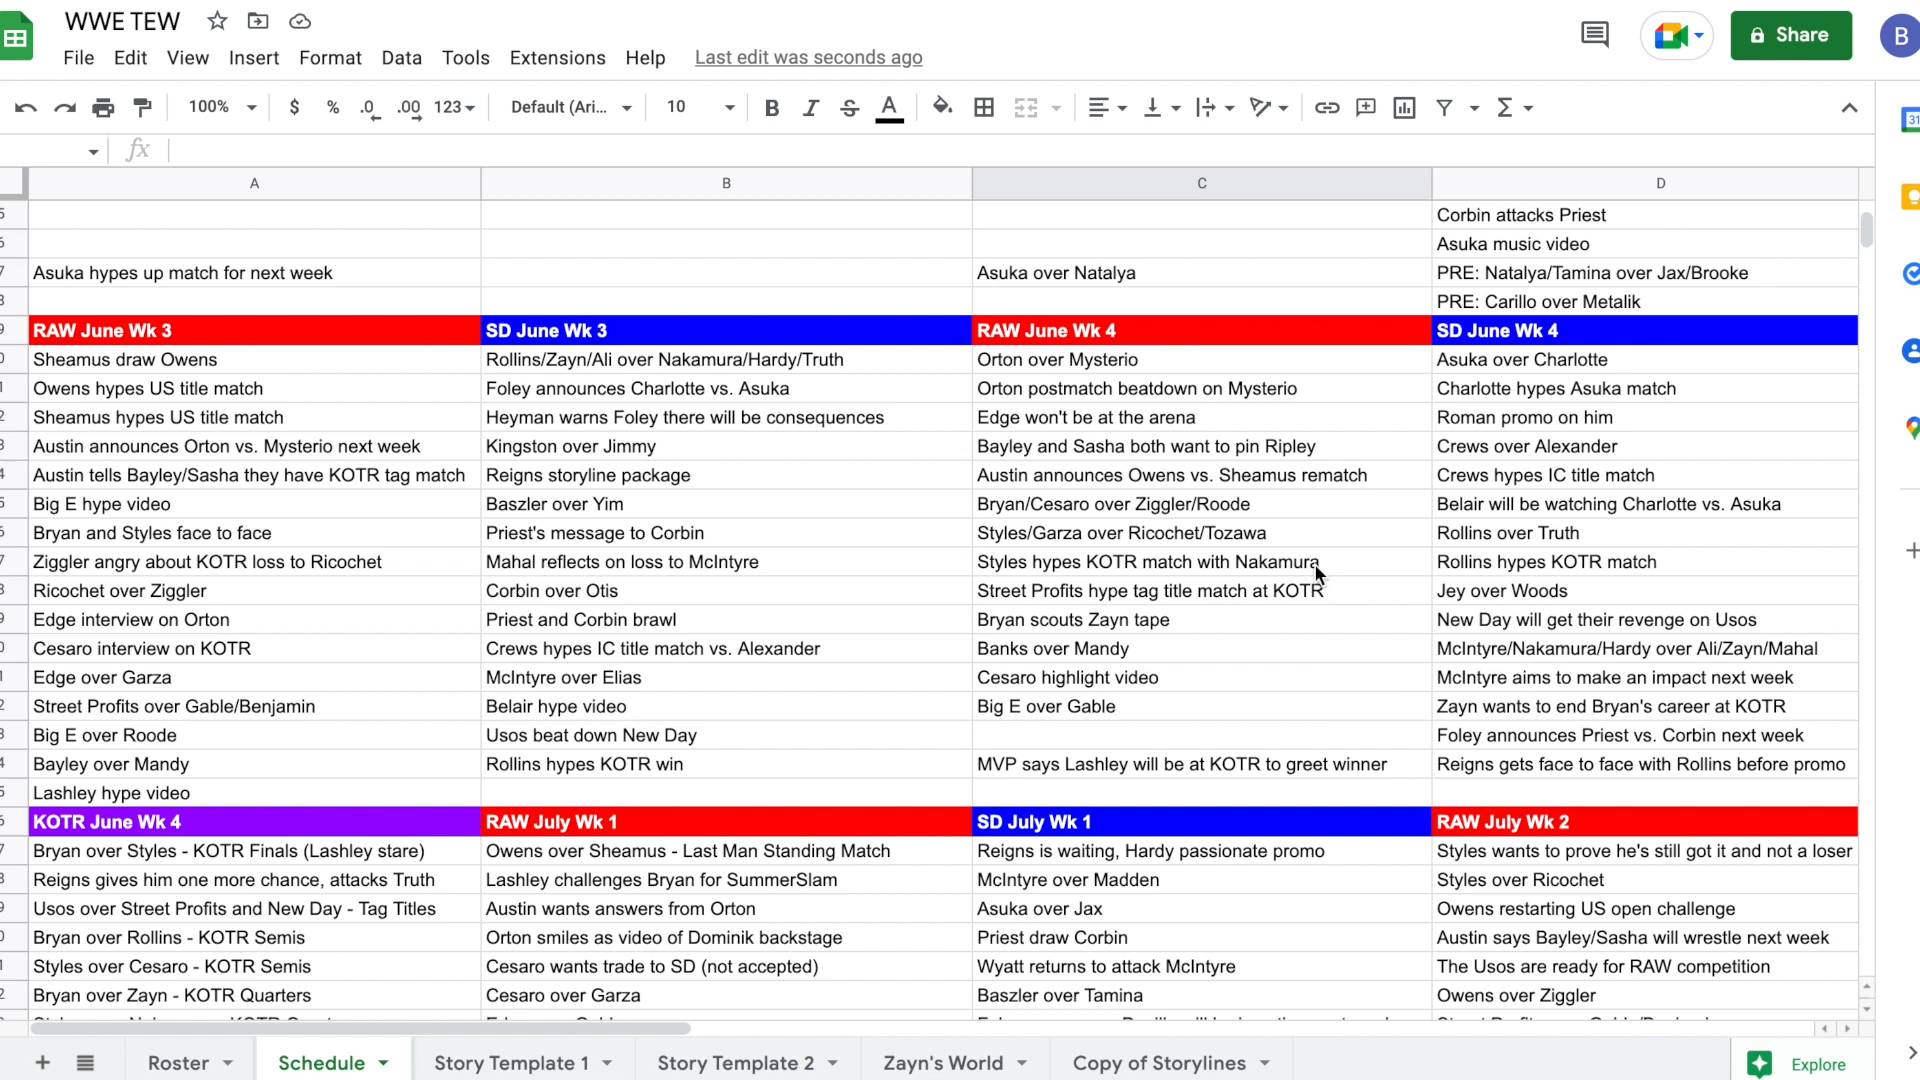 WWE TEW
File Edit View Insert Format Data Tools Extensions Help Last edit was seconds ago
Share
B
100% $ % .0 .00 123 Default (Ari... 10 B I S A Σ
fx
31
A B C D
Corbin attacks Priest
Asuka music video
Asuka hypes up match for next week Asuka over Natalya PRE: Natalya/Tamina over Jax/Brooke
PRE: Carillo over Metalik
RAW June Wk 3 SD June Wk 3 RAW June Wk 4 SD June Wk 4
Sheamus draw Owens Rollins/Zayn/Ali over Nakamura/Hardy/Truth Orton over Mysterio Asuka over Charlotte
Owens hypes US title match Foley announces Charlotte vs. Asuka Orton postmatch beatdown on Mysterio Charlotte hypes Asuka match
Sheamus hypes US title match Heyman warns Foley there will be consequences Edge won't be at the arena Roman promo on him
Austin announces Orton vs. Mysterio next week Kingston over Jimmy Bayley and Sasha both want to pin Ripley Crews over Alexander
Austin tells Bayley/Sasha they have KOTR tag match Reigns storyline package Austin announces Owens vs. Sheamus rematch Crews hypes IC title match
Big E hype video Baszler over Yim Bryan/Cesaro over Ziggler/Roode Belair will be watching Charlotte vs. Asuka
Bryan and Styles face to face Priest's message to Corbin Styles/Garza over Ricochet/Tozawa Rollins over Truth
Ziggler angry about KOTR loss to Ricochet Mahal reflects on loss to McIntyre Styles hypes KOTR match with Nakamura Rollins hypes KOTR match
Ricochet over Ziggler Corbin over Otis Street Profits hype tag title match at KOTR Jey over Woods
Edge interview on Orton Priest and Corbin brawl Bryan scouts Zayn tape New Day will get their revenge on Usos
Cesaro interview on KOTR Crews hypes IC title match vs. Alexander Banks over Mandy McIntyre/Nakamura/Hardy over Ali/Zayn/Mahal
Edge over Garza McIntyre over Elias Cesaro highlight video McIntyre aims to make an impact next week
Street Profits over Gable/Benjamin Belair hype video Big E over Gable Zayn wants to end Bryan's career at KOTR
Big E over Roode Usos beat down New Day Foley announces Priest vs. Corbin next week
Bayley over Mandy Rollins hypes KOTR win MVP says Lashley will be at KOTR to greet winner Reigns gets face to face with Rollins before promo
Lashley hype video
KOTR June Wk 4 RAW July Wk 1 SD July Wk 1 RAW July Wk 2
Bryan over Styles - KOTR Finals (Lashley stare) Owens over Sheamus - Last Man Standing Match Reigns is waiting, Hardy passionate promo Styles wants to prove he's still got it and not a loser
Reigns gives him one more chance, attacks Truth Lashley challenges Bryan for SummerSlam McIntyre over Madden Styles over Ricochet
Usos over Street Profits and New Day - Tag Titles Austin wants answers from Orton Asuka over Jax Owens restarting US open challenge
Bryan over Rollins - KOTR Semis Orton smiles as video of Dominik backstage Priest draw Corbin Austin says Bayley/Sasha will wrestle next week
Styles over Cesaro - KOTR Semis Cesaro wants trade to SD (not accepted) Wyatt returns to attack McIntyre The Usos are ready for RAW competition
Bryan over Zayn - KOTR Quarters Cesaro over Garza Baszler over Tamina Owens over Ziggler
Roster Schedule Story Template 1 Story Template 2 Zayn's World Copy of Storylines Explore